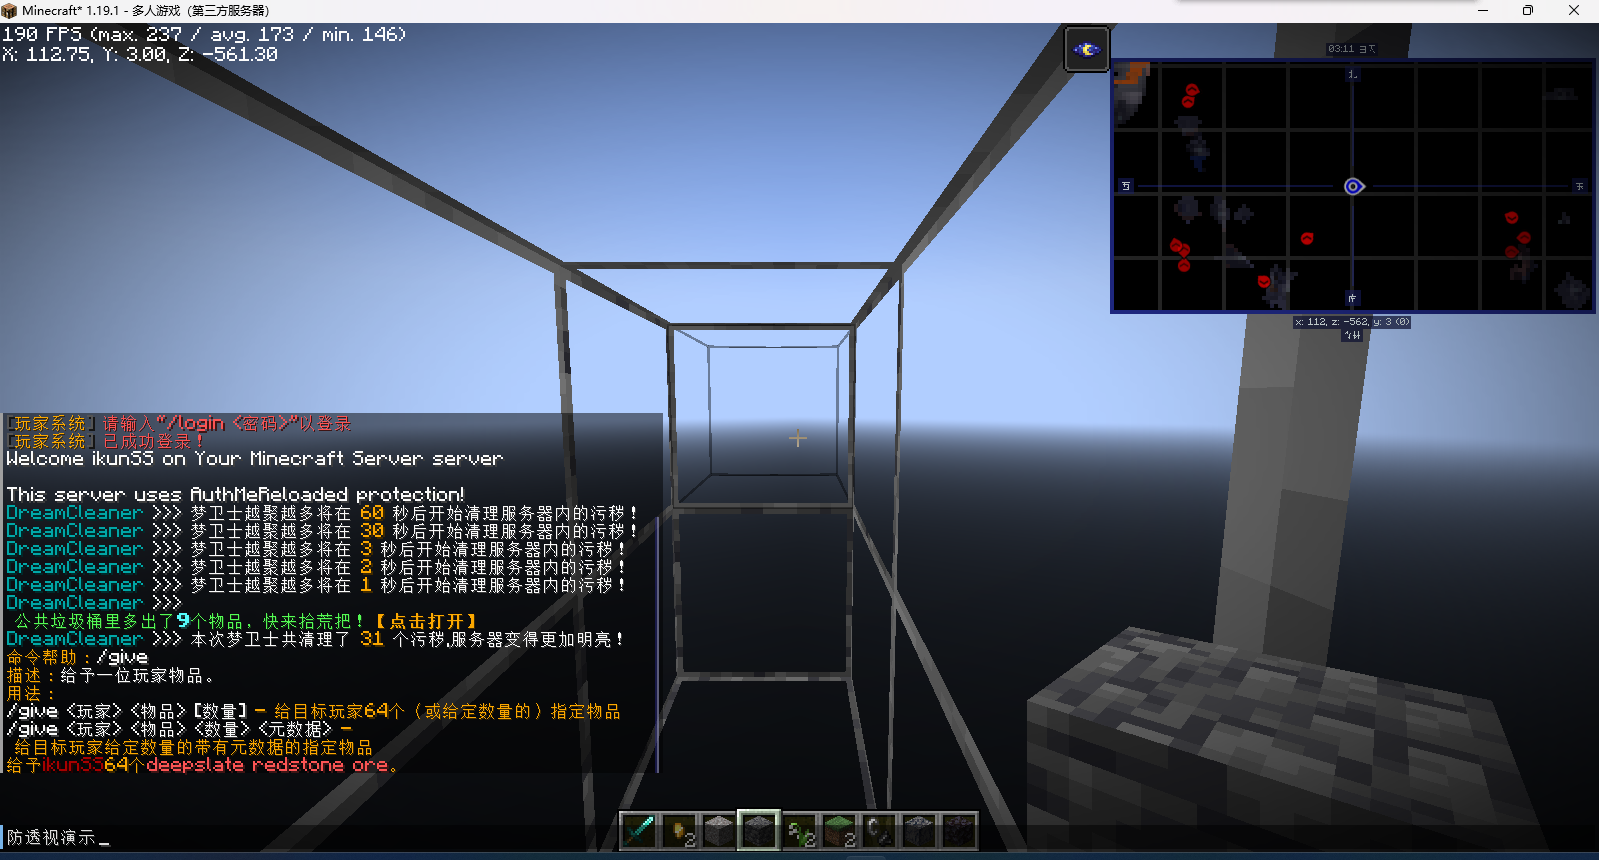 Minecraft* 1.19.1 - 多人游戏（第三方服务器）
190 FPS (max. 237 / avg. 173 / min. 146)
X: 112.75, Y: 3.00, Z: -561.30
03:11
北
西
东
南
x: 112, z: -562, y: 3 (0)
[玩家系统] 请输入"/login <密码>"以登录
[玩家系统] 已成功登录！
Welcome ikunSS on Your Minecraft Server server
This server uses AuthMeReloaded protection!
DreamCleaner >>> 梦卫士越聚越多将在 60 秒后开始清理服务器内的污秽！
DreamCleaner >>> 梦卫士越聚越多将在 30 秒后开始清理服务器内的污秽！
DreamCleaner >>> 梦卫士越聚越多将在 3 秒后开始清理服务器内的污秽！
DreamCleaner >>> 梦卫士越聚越多将在 2 秒后开始清理服务器内的污秽！
DreamCleaner >>> 梦卫士越聚越多将在 1 秒后开始清理服务器内的污秽！
DreamCleaner >>>
公共垃圾桶里多出了9个物品，快来拾荒把！【点击打开】
DreamCleaner >>> 本次梦卫士共清理了 31 个污秽,服务器变得更加明亮！
命令帮助：/give
描述：给予一位玩家物品。
用法：
/give <玩家> <物品> [数量] - 给目标玩家64个（或给定数量的）指定物品
/give <玩家> <物品> <数量> <元数据> -
给目标玩家给定数量的带有元数据的指定物品
给予ikunSS64个deepslate redstone ore。
防透视演示_
2
2
2